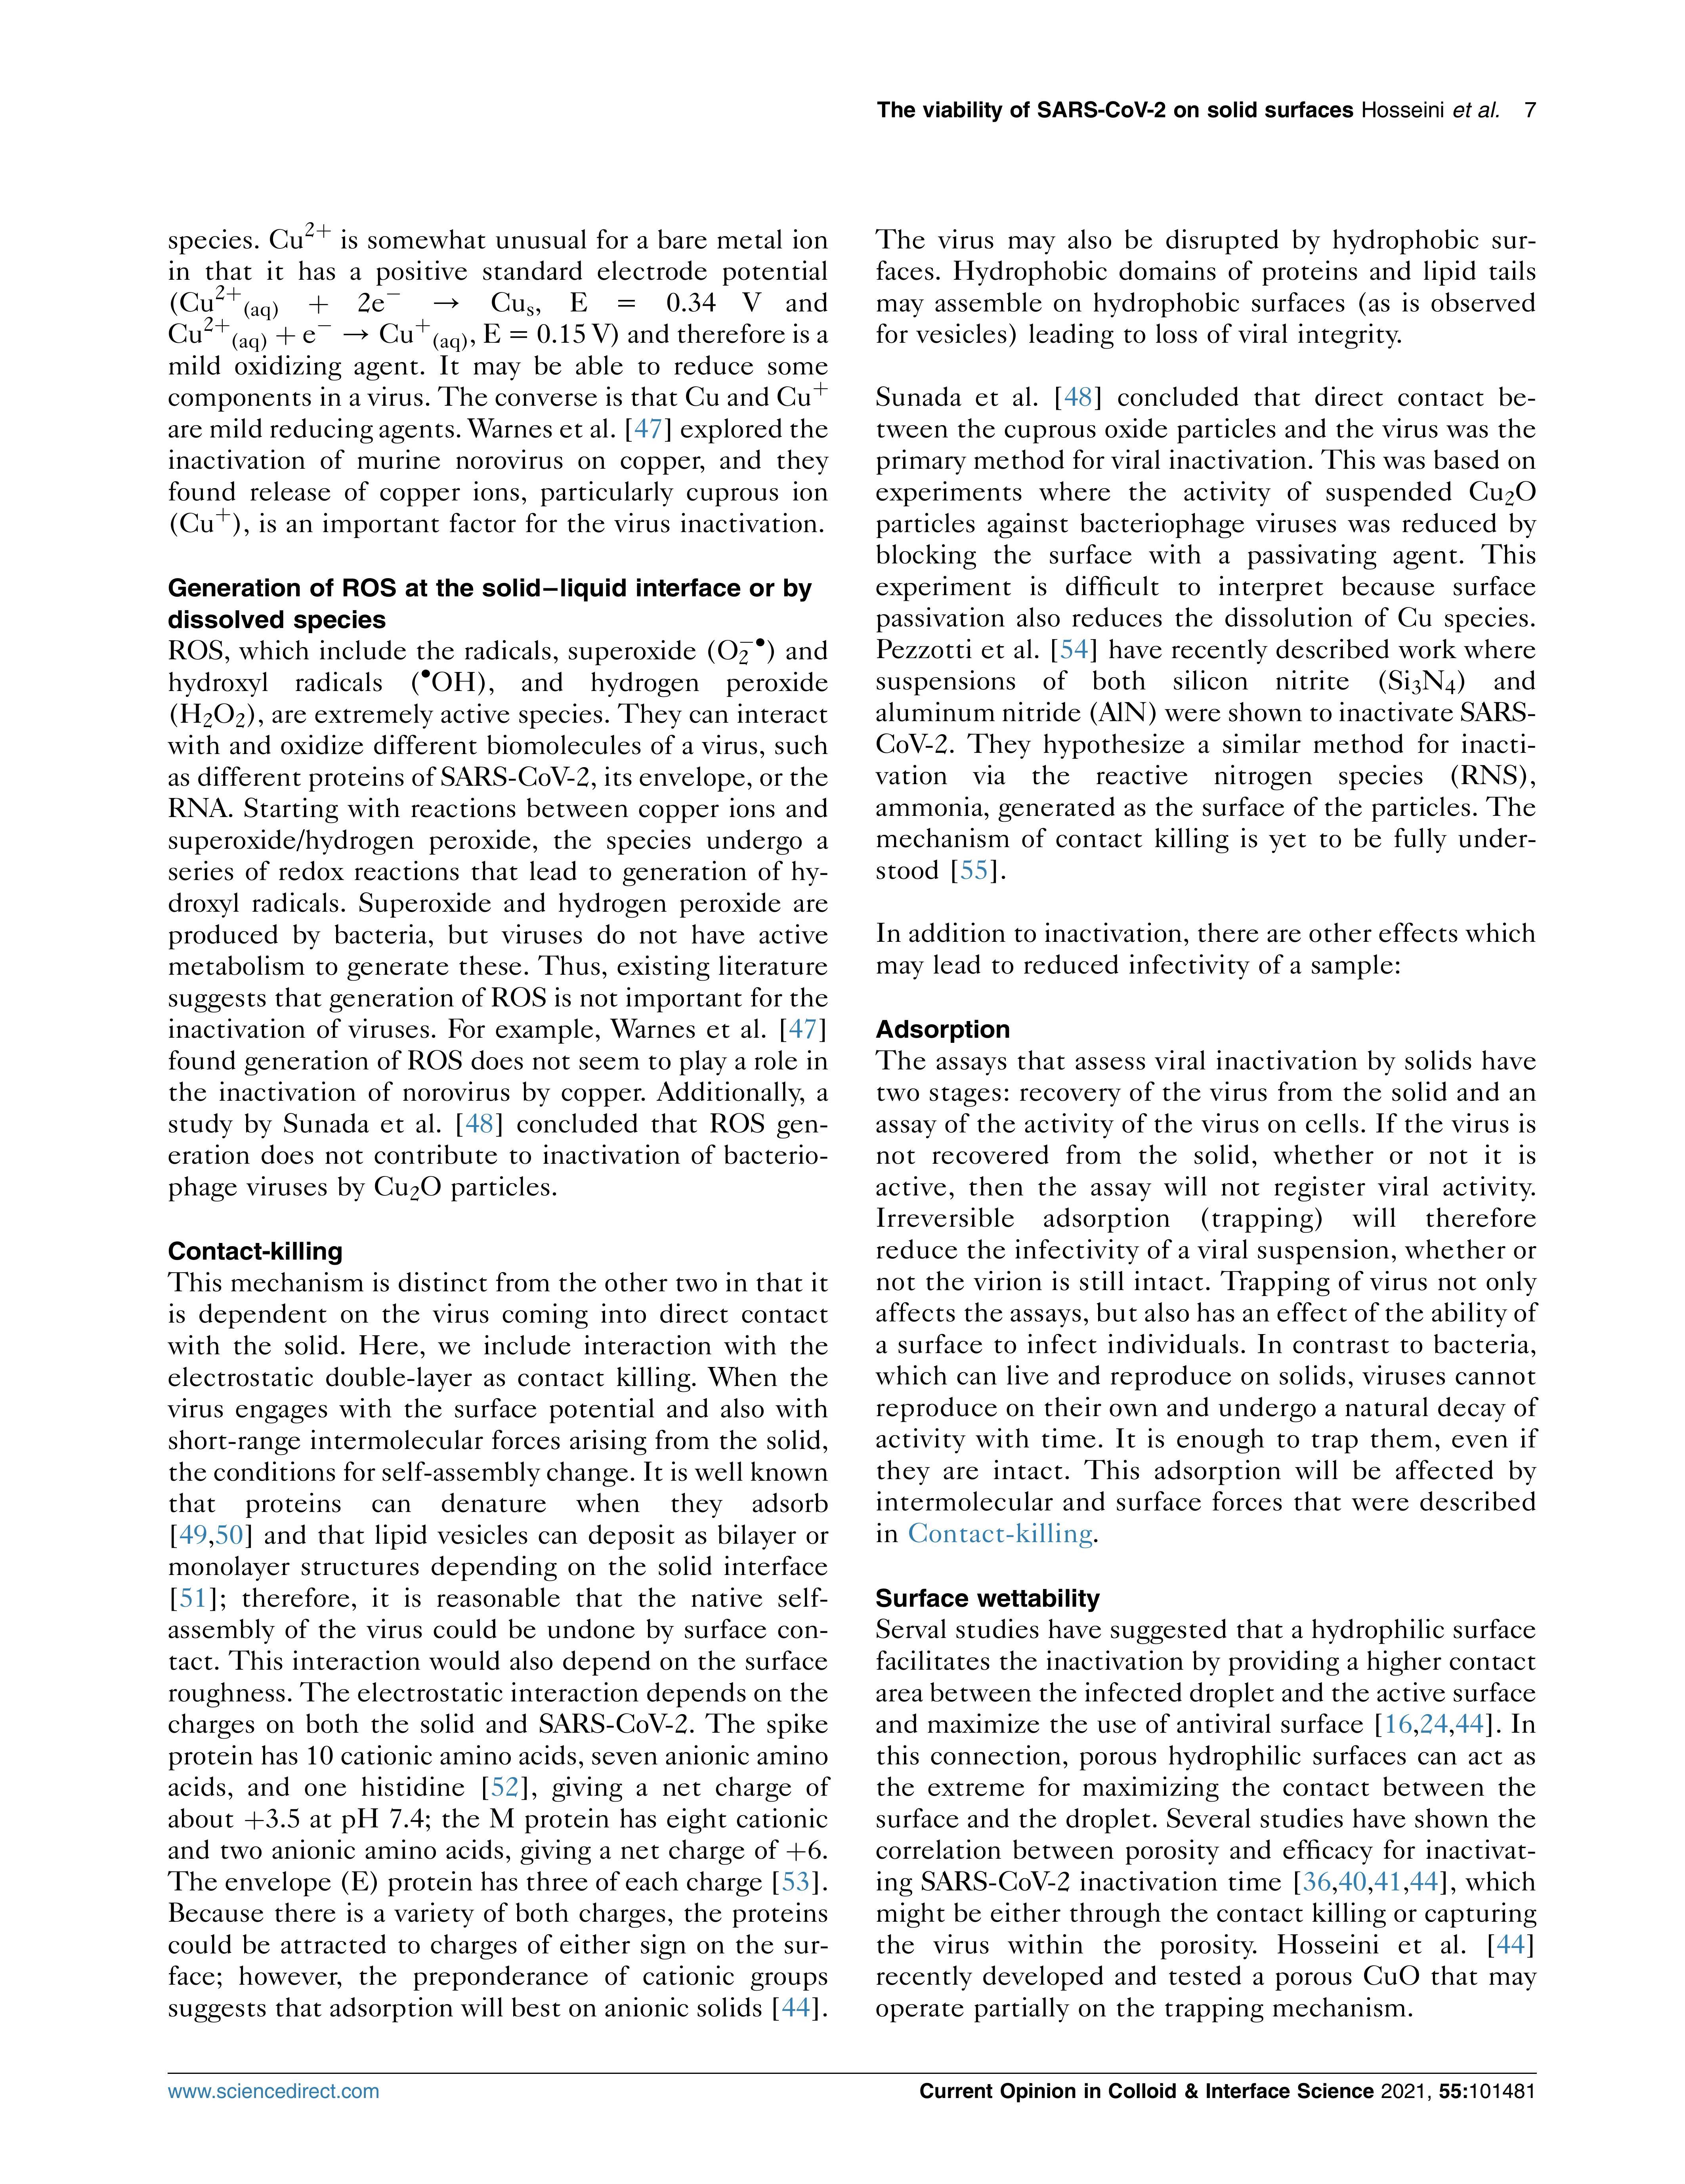 The viability of SARS-CoV-2 on solid surfaces Hosseini et al. 7
species. Cu2+ is somewhat unusual for a bare metal ion
in that it has a positive standard electrode potential
(Cu2+(aq) + 2e− → Cus, E = 0.34 V and
Cu2+(aq) + e− → Cu+(aq), E = 0.15 V) and therefore is a
mild oxidizing agent. It may be able to reduce some
components in a virus. The converse is that Cu and Cu+
are mild reducing agents. Warnes et al. [47] explored the
inactivation of murine norovirus on copper, and they
found release of copper ions, particularly cuprous ion
(Cu+), is an important factor for the virus inactivation.
Generation of ROS at the solid–liquid interface or by
dissolved species
ROS, which include the radicals, superoxide (O2−•) and
hydroxyl radicals (•OH), and hydrogen peroxide
(H2O2), are extremely active species. They can interact
with and oxidize different biomolecules of a virus, such
as different proteins of SARS-CoV-2, its envelope, or the
RNA. Starting with reactions between copper ions and
superoxide/hydrogen peroxide, the species undergo a
series of redox reactions that lead to generation of hy-
droxyl radicals. Superoxide and hydrogen peroxide are
produced by bacteria, but viruses do not have active
metabolism to generate these. Thus, existing literature
suggests that generation of ROS is not important for the
inactivation of viruses. For example, Warnes et al. [47]
found generation of ROS does not seem to play a role in
the inactivation of norovirus by copper. Additionally, a
study by Sunada et al. [48] concluded that ROS gen-
eration does not contribute to inactivation of bacterio-
phage viruses by Cu2O particles.
Contact-killing
This mechanism is distinct from the other two in that it
is dependent on the virus coming into direct contact
with the solid. Here, we include interaction with the
electrostatic double-layer as contact killing. When the
virus engages with the surface potential and also with
short-range intermolecular forces arising from the solid,
the conditions for self-assembly change. It is well known
that proteins can denature when they adsorb
[49,50] and that lipid vesicles can deposit as bilayer or
monolayer structures depending on the solid interface
[51]; therefore, it is reasonable that the native self-
assembly of the virus could be undone by surface con-
tact. This interaction would also depend on the surface
roughness. The electrostatic interaction depends on the
charges on both the solid and SARS-CoV-2. The spike
protein has 10 cationic amino acids, seven anionic amino
acids, and one histidine [52], giving a net charge of
about +3.5 at pH 7.4; the M protein has eight cationic
and two anionic amino acids, giving a net charge of +6.
The envelope (E) protein has three of each charge [53].
Because there is a variety of both charges, the proteins
could be attracted to charges of either sign on the sur-
face; however, the preponderance of cationic groups
suggests that adsorption will best on anionic solids [44].
The virus may also be disrupted by hydrophobic sur-
faces. Hydrophobic domains of proteins and lipid tails
may assemble on hydrophobic surfaces (as is observed
for vesicles) leading to loss of viral integrity.
Sunada et al. [48] concluded that direct contact be-
tween the cuprous oxide particles and the virus was the
primary method for viral inactivation. This was based on
experiments where the activity of suspended Cu2O
particles against bacteriophage viruses was reduced by
blocking the surface with a passivating agent. This
experiment is difficult to interpret because surface
passivation also reduces the dissolution of Cu species.
Pezzotti et al. [54] have recently described work where
suspensions of both silicon nitrite (Si3N4) and
aluminum nitride (AlN) were shown to inactivate SARS-
CoV-2. They hypothesize a similar method for inacti-
vation via the reactive nitrogen species (RNS),
ammonia, generated as the surface of the particles. The
mechanism of contact killing is yet to be fully under-
stood [55].
In addition to inactivation, there are other effects which
may lead to reduced infectivity of a sample:
Adsorption
The assays that assess viral inactivation by solids have
two stages: recovery of the virus from the solid and an
assay of the activity of the virus on cells. If the virus is
not recovered from the solid, whether or not it is
active, then the assay will not register viral activity.
Irreversible adsorption (trapping) will therefore
reduce the infectivity of a viral suspension, whether or
not the virion is still intact. Trapping of virus not only
affects the assays, but also has an effect of the ability of
a surface to infect individuals. In contrast to bacteria,
which can live and reproduce on solids, viruses cannot
reproduce on their own and undergo a natural decay of
activity with time. It is enough to trap them, even if
they are intact. This adsorption will be affected by
intermolecular and surface forces that were described
in Contact-killing.
Surface wettability
Serval studies have suggested that a hydrophilic surface
facilitates the inactivation by providing a higher contact
area between the infected droplet and the active surface
and maximize the use of antiviral surface [16,24,44]. In
this connection, porous hydrophilic surfaces can act as
the extreme for maximizing the contact between the
surface and the droplet. Several studies have shown the
correlation between porosity and efficacy for inactivat-
ing SARS-CoV-2 inactivation time [36,40,41,44], which
might be either through the contact killing or capturing
the virus within the porosity. Hosseini et al. [44]
recently developed and tested a porous CuO that may
operate partially on the trapping mechanism.
www.sciencedirect.com
Current Opinion in Colloid & Interface Science 2021, 55:101481